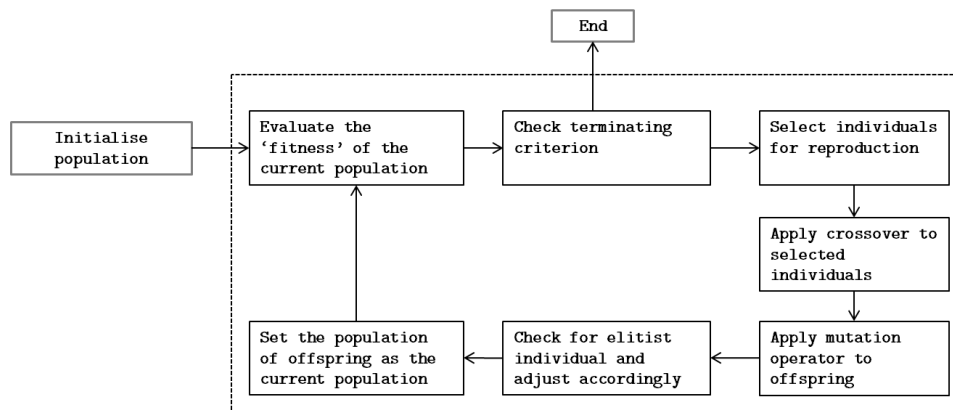 End
Initialise
population
Evaluate the
‘fitness’ of the
current population
Check terminating
criterion
Select individuals
for reproduction
Apply crossover to
selected
individuals
Apply mutation
operator to
offspring
Check for elitist
individual and
adjust accordingly
Set the population
of offspring as the
current population